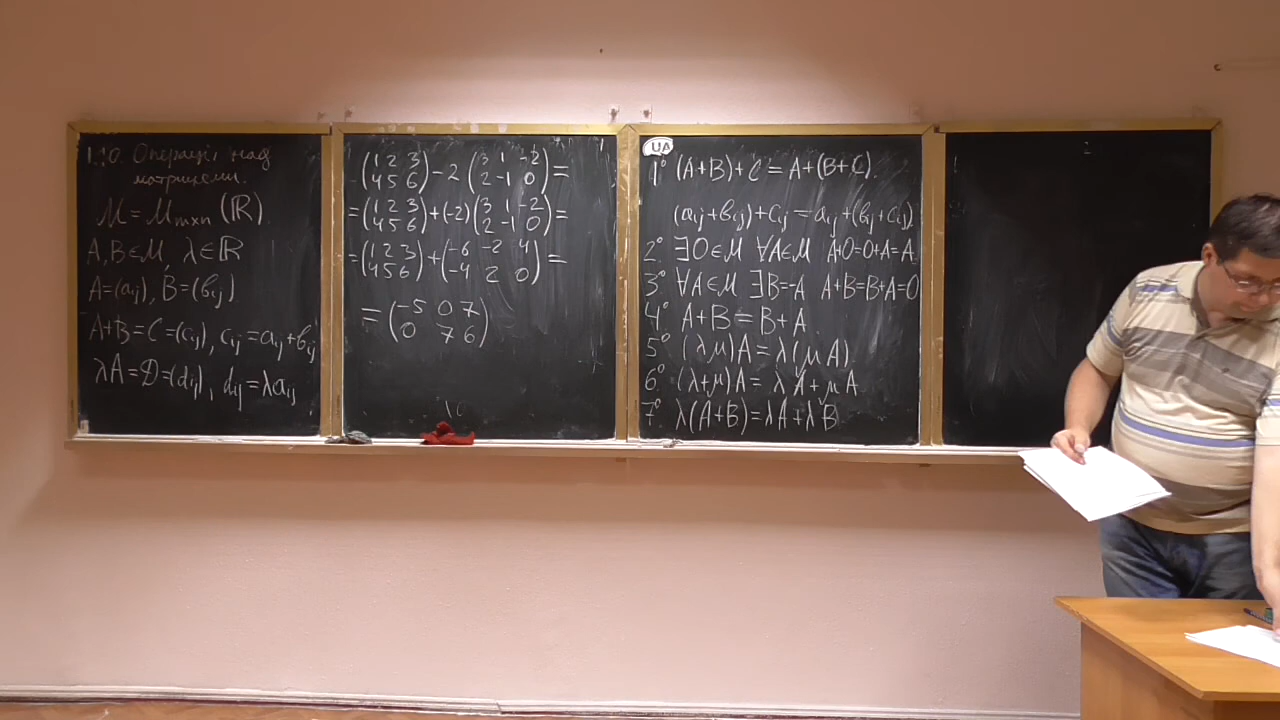 1.10. Операції над
матрицями.
M = M_{m×n} (ℝ)
A, B ∈ M, λ ∈ ℝ
A = (a_{ij}), B = (b_{ij})
A+B = C = (c_{ij}), c_{ij} = a_{ij} + b_{ij}
λA = D = (d_{ij}), d_{ij} = λa_{ij}
(1 2 3 / 4 5 6) − 2 (3 1 −2 / 2 −1 0) =
= (1 2 3 / 4 5 6) + (−2) (3 1 −2 / 2 −1 0) =
= (1 2 3 / 4 5 6) + (−6 −2 4 / −4 2 0) =
= (−5 0 7 / 0 7 6)
UA
1° (A+B)+C = A+(B+C).
(a_{ij}+b_{ij})+c_{ij} = a_{ij}+(b_{ij}+c_{ij})
2° ∃O∈M ∀A∈M A+O=O+A=A.
3° ∀A∈M ∃B=-A A+B=B+A=O
4° A+B = B+A.
5° (λμ)A = λ(μA).
6° (λ+μ)A = λA+μA.
7° λ(A+B) = λA+λB